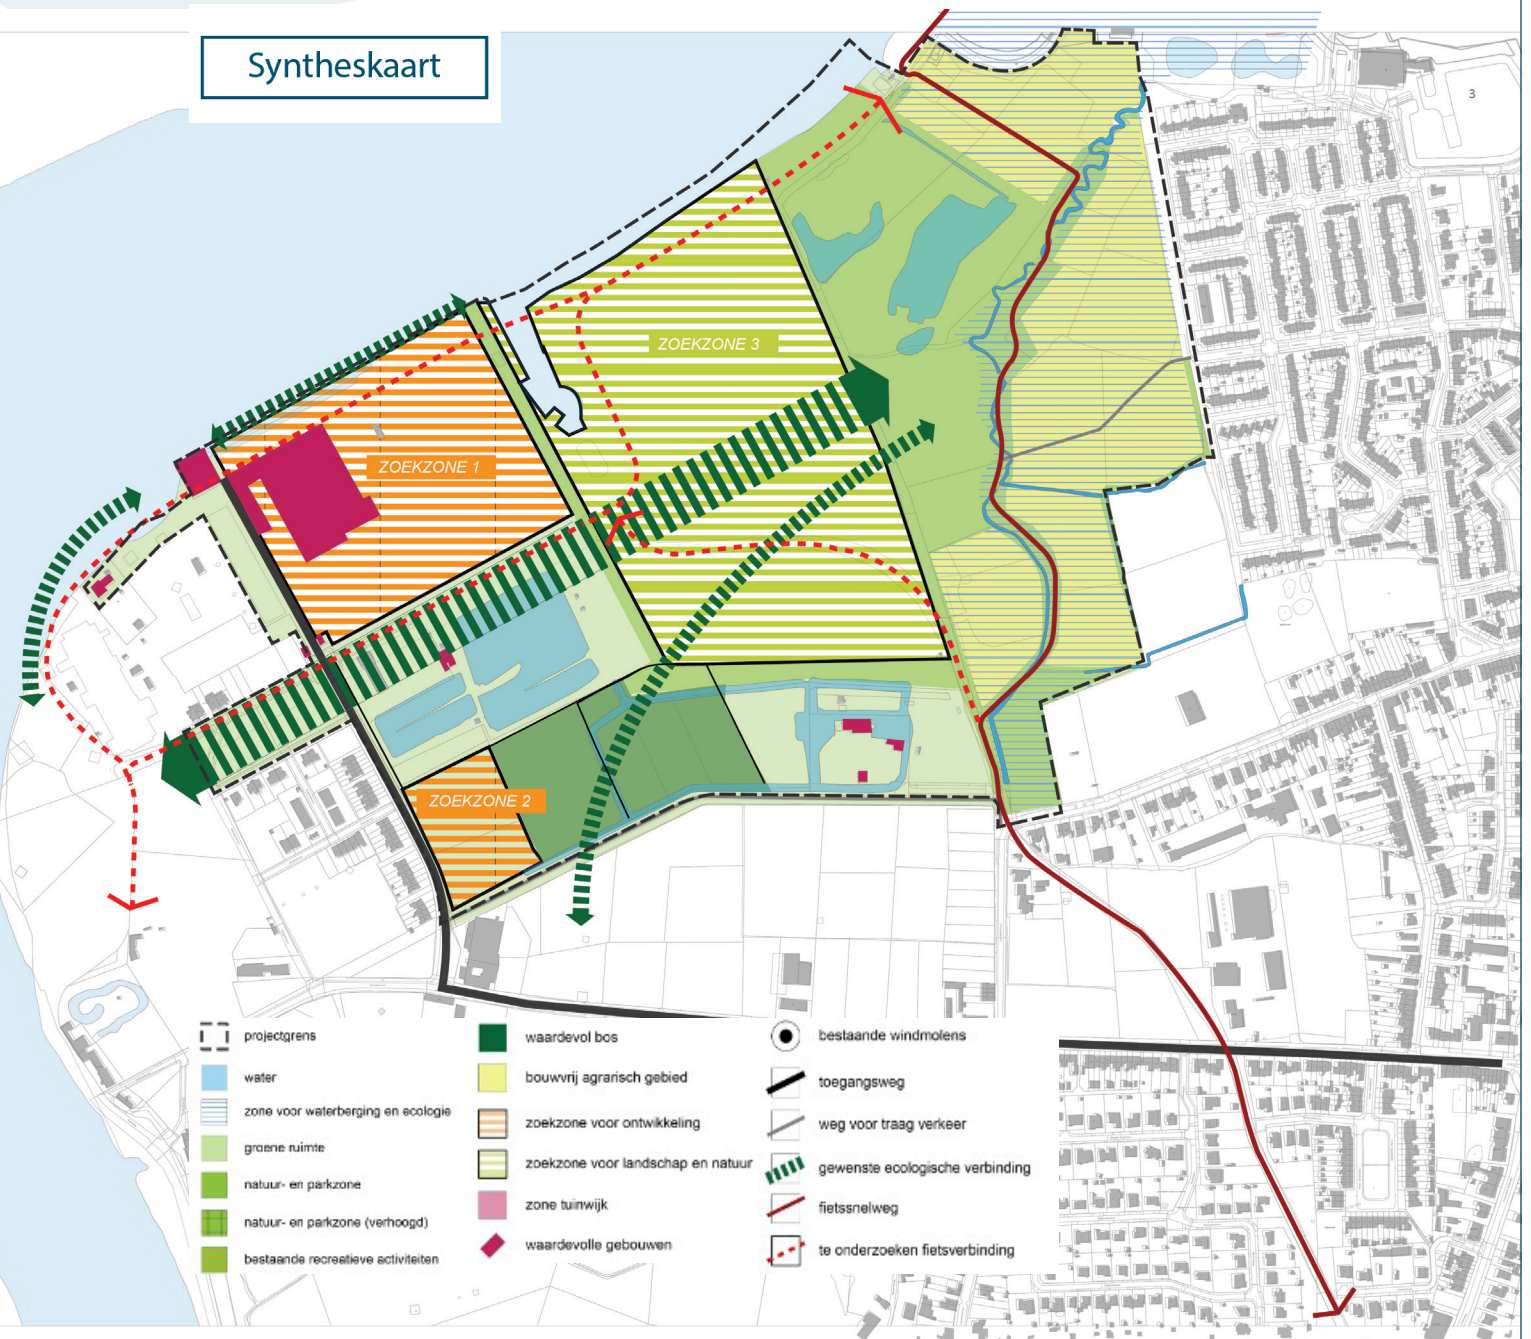 Syntheskaart
3
ZOEKZONE 3
ZOEKZONE 1
ZOEKZONE 2
projectgrens
water
zone voor waterberging en ecologie
groene ruimte
natuur- en parkzone
natuur- en parkzone (verhoogd)
bestaande recreatieve activiteiten
waardevol bos
bouwvrij agrarisch gebied
zoekzone voor ontwikkeling
zoekzone voor landschap en natuur
zone tuinwijk
waardevolle gebouwen
bestaande windmolens
toegangsweg
weg voor traag verkeer
gewenste ecologische verbinding
fietssnelweg
te onderzoeken fietsverbinding